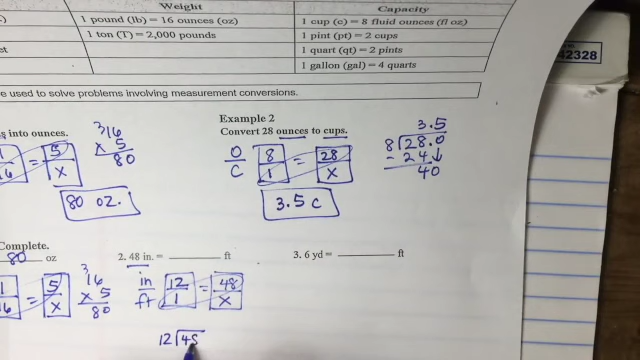 Weight Capacity
1 pound (lb) = 16 ounces (oz) 1 cup (c) = 8 fluid ounces (fl oz)
1 ton (T) = 2,000 pounds 1 pint (pt) = 2 cups
1 quart (qt) = 2 pints
1 gallon (gal) = 4 quarts
42328
e used to solve problems involving measurement conversions.
Example 2
into ounces.
Convert 28 ounces to cups.
3 16
× 5
80
5
x
80 oz.
O
C
8
1
=
28
x
3.5 c
3.5
8 28.0
- 24
40
Complete.
80 oz
2. 48 in. = ________ ft
3. 6 yd = ________ ft
16
=
5
x
3 16
× 5
80
in
ft
12
1
=
48
x
12 48